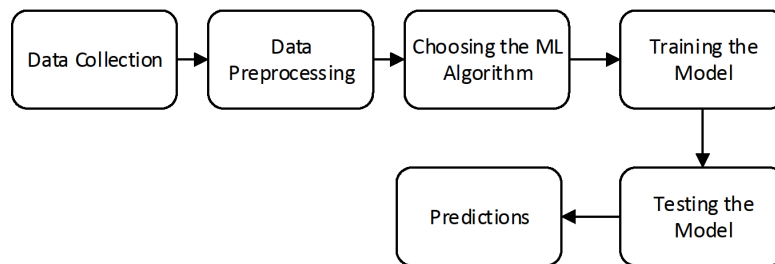 Data Collection
Data
Preprocessing
Choosing the ML
Algorithm
Training the
Model
Testing the
Model
Predictions